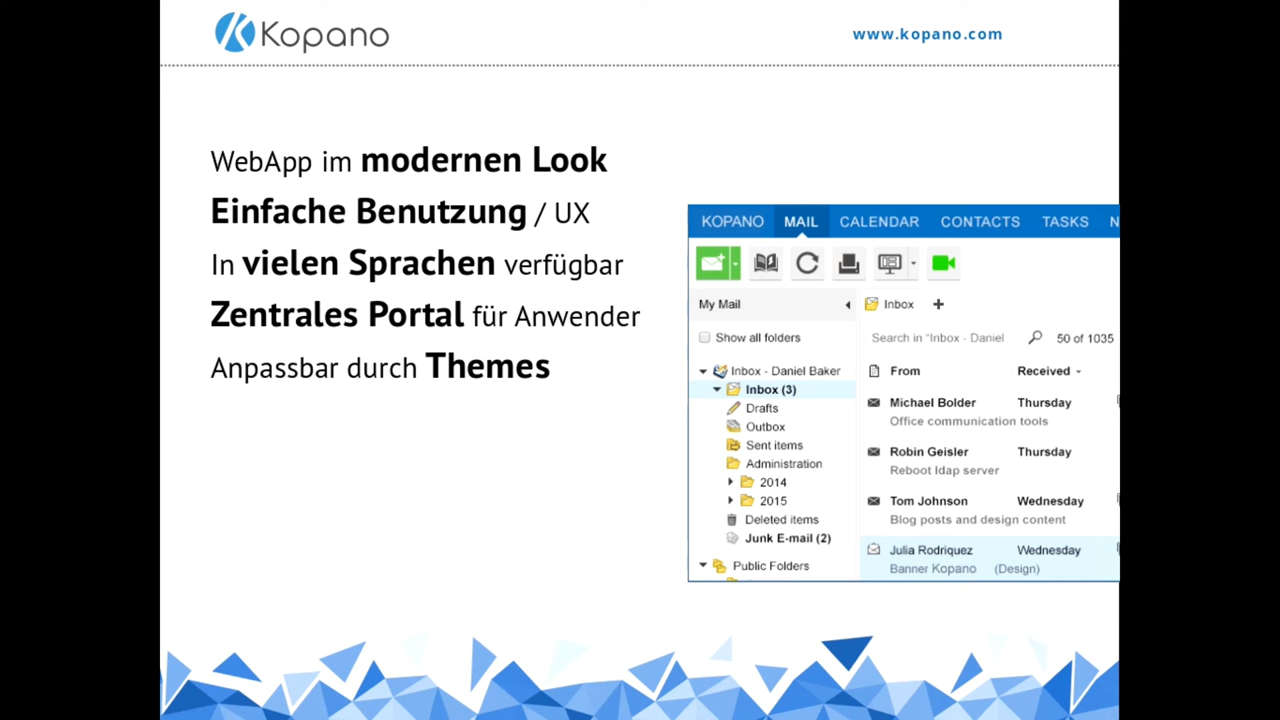 Kopano
www.kopano.com
WebApp im modernen Look
Einfache Benutzung / UX
In vielen Sprachen verfügbar
Zentrales Portal für Anwender
Anpassbar durch Themes
KOPANO MAIL CALENDAR CONTACTS TASKS N
My Mail
Show all folders
Inbox - Daniel Baker
Inbox (3)
Drafts
Outbox
Sent items
Administration
2014
2015
Deleted items
Junk E-mail (2)
Public Folders
Inbox
Search in "Inbox - Daniel 50 of 1035
From Received
Michael Bolder Thursday
Office communication tools
Robin Geisler Thursday
Reboot ldap server
Tom Johnson Wednesday
Blog posts and design content
Julia Rodriquez Wednesday
Banner Kopano (Design)